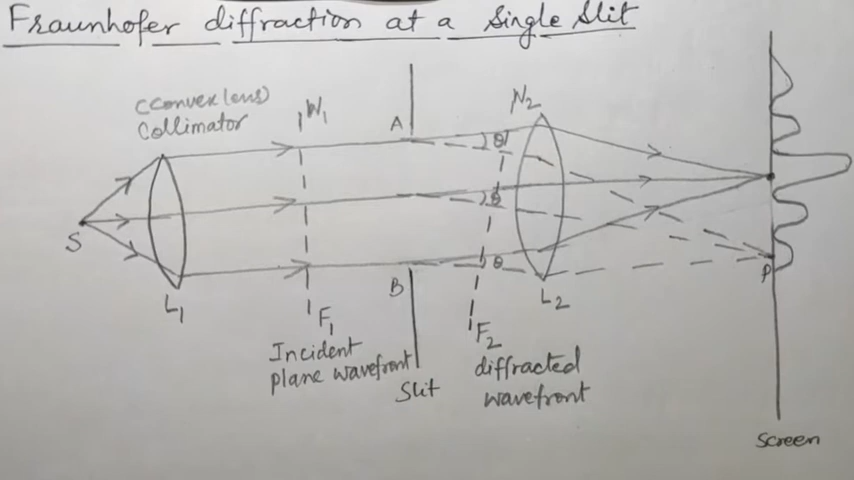 Fraunhofer diffraction at a Single Slit
(Convex lens)
Collimator
W₁
A
N₂
θ
θ
S
θ
B
P
L₁
F₁
L₂
F₂
Incident
plane wavefront
Slit
diffracted
wavefront
Screen